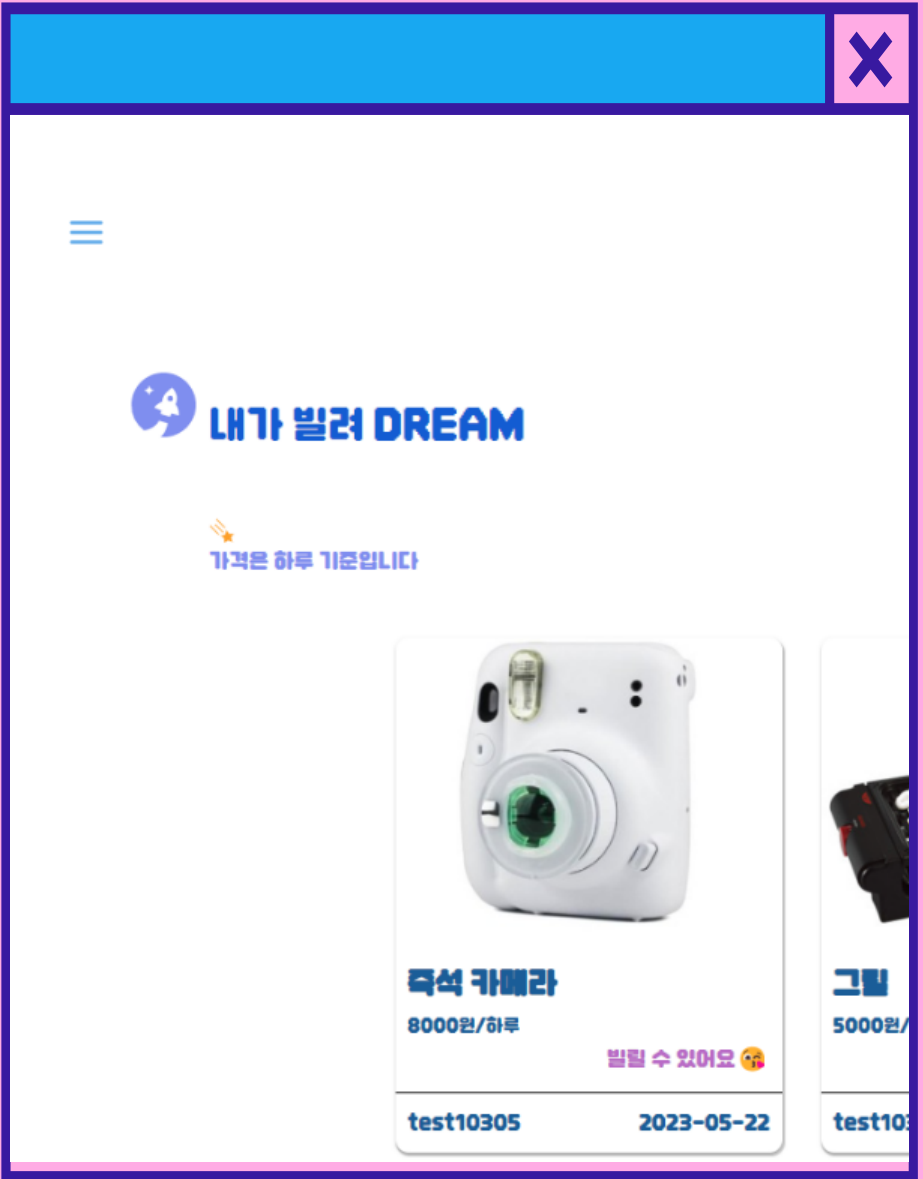 X
내가 빌려 DREAM
가격은 하루 기준입니다
즉석 카메라
8000원/하루
빌릴 수 있어요
test10305
2023-05-22
그릴
5000원/
test103